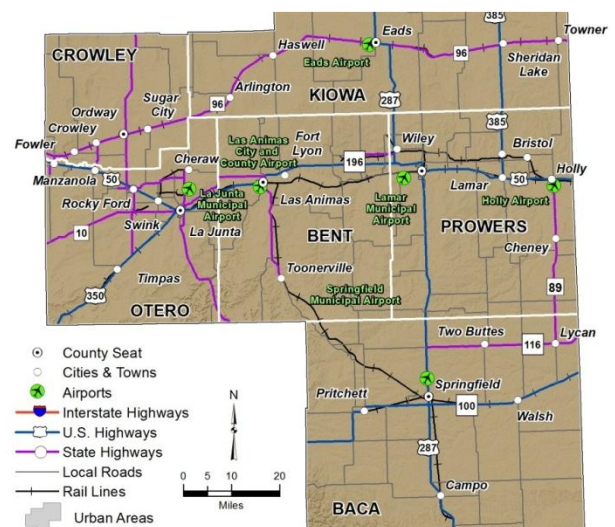 385
Towner
Eads
Haswell
CROWLEY
Eads Airport
96
Sheridan
Lake
Sugar
City
Arlington
KIOWA
Ordway
96
287
385
Crowley
Fowler
Las Animas
City and
County Airport
Fort
Lyon
Wiley
Bristol
Cheraw
196
Holly
Manzanola
50
La Junta
Municipal
Airport
Lamar
Municipal
Airport
Lamar
50
Holly Airport
Rocky Ford
Las Animas
Swink
10
La Junta
BENT
PROWERS
Cheney
Toonerville
Timpas
Springfield
Municipal Airport
89
350
OTERO
Two Buttes
Lycan
116
County Seat
Cities & Towns
Airports
Interstate Highways
U.S. Highways
State Highways
Local Roads
Rail Lines
Urban Areas
N
0 5 10 20
Miles
Springfield
Pritchett
100
Walsh
287
Campo
BACA